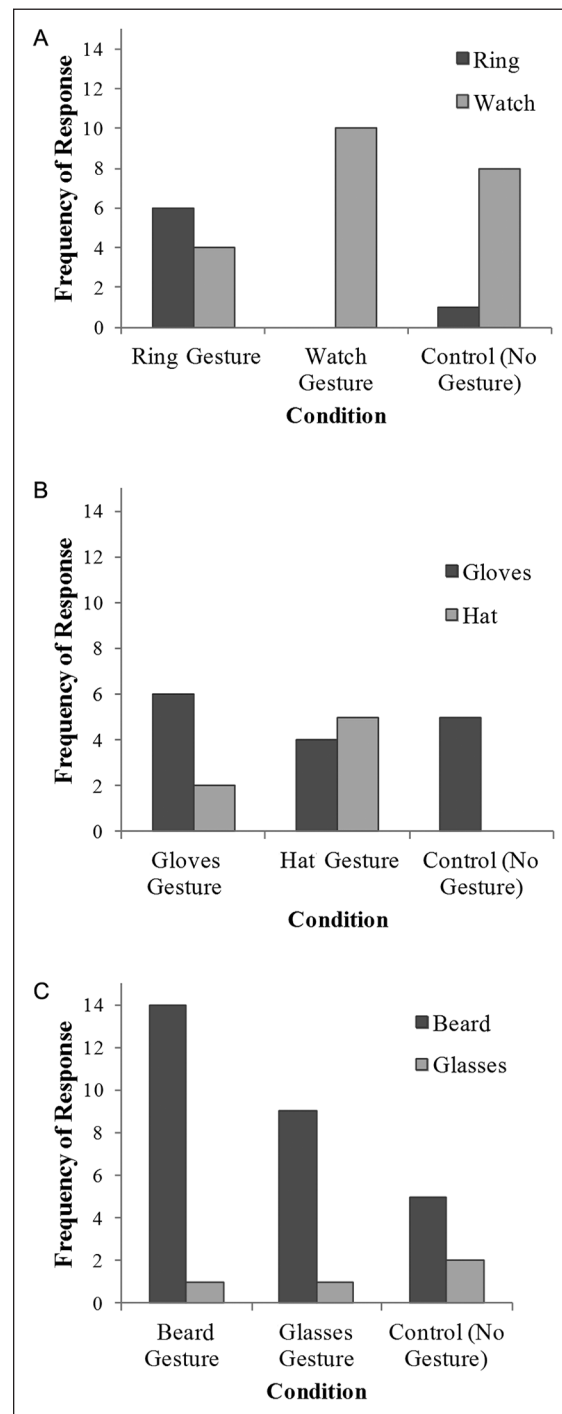 A
14
12
10
8
6
4
2
0
Frequency of Response
Ring
Watch
Ring Gesture
Watch
Gesture
Control (No
Gesture)
Condition
B
14
12
10
8
6
4
2
0
Frequency of Response
Gloves
Hat
Gloves
Gesture
Hat Gesture
Control (No
Gesture)
Condition
C
14
12
10
8
6
4
2
0
Frequency of Response
Beard
Glasses
Beard
Gesture
Glasses
Gesture
Control (No
Gesture)
Condition